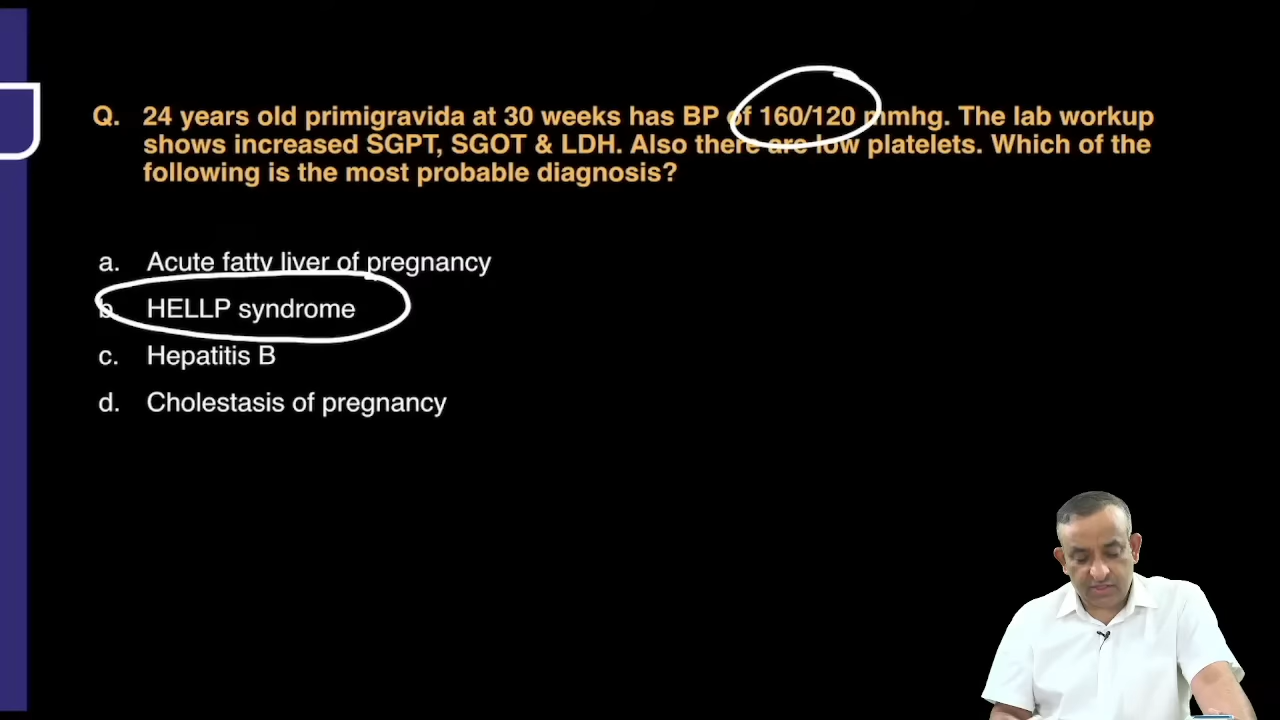 Q. 24 years old primigravida at 30 weeks has BP of 160/120 mmhg. The lab workup
shows increased SGPT, SGOT & LDH. Also there are low platelets. Which of the
following is the most probable diagnosis?
a. Acute fatty liver of pregnancy
b. HELLP syndrome
c. Hepatitis B
d. Cholestasis of pregnancy